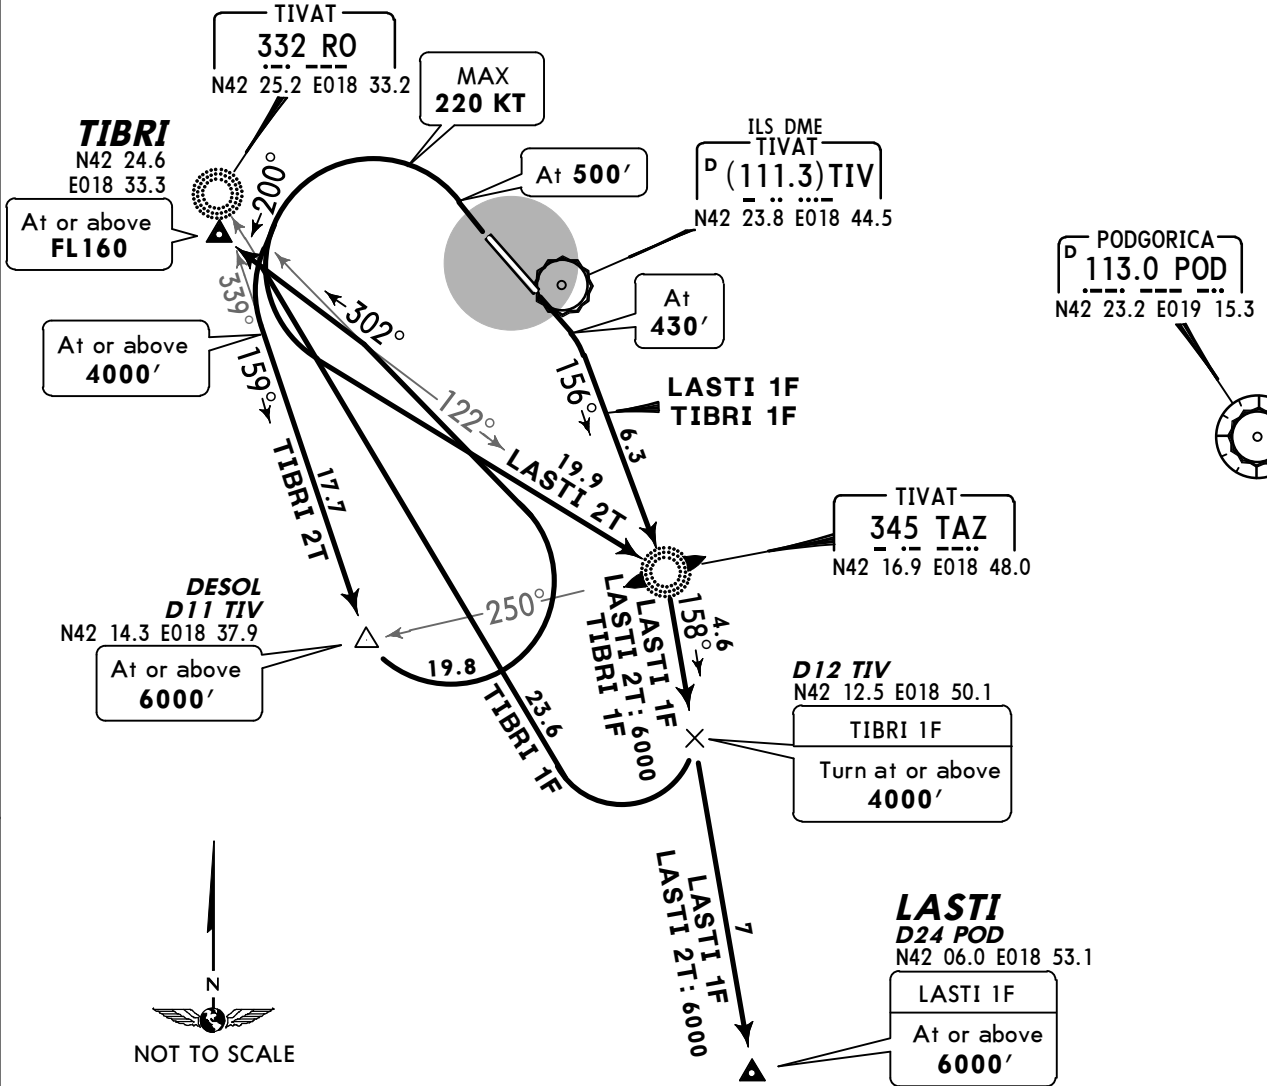 TIVAT
332 RO
N42 25.2 E018 33.2
MAX
220 KT
TIBRI
N42 24.6
E018 33.3
At or above
FL160
200°
At 500′
ILS DME
TIVAT
D (111.3) TIV
N42 23.8 E018 44.5
PODGORICA
D 113.0 POD
N42 23.2 E019 15.3
339°
302°
At
430′
At or above
4000′
159°
122°
156°
LASTI 1F
TIBRI 1F
6.3
TIBRI 2T
17.7
19.9
LASTI 2T
TIVAT
345 TAZ
N42 16.9 E018 48.0
DESOL
D11 TIV
N42 14.3 E018 37.9
At or above
6000′
250°
19.8
LASTI 1F
LASTI 2T: 6000
TIBRI 1F
4.6
158°
23.6
TIBRI 1F
D12 TIV
N42 12.5 E018 50.1
TIBRI 1F
Turn at or above
4000′
LASTI 1F
LASTI 2T: 6000
7
LASTI
D24 POD
N42 06.0 E018 53.1
LASTI 1F
At or above
6000′
N
NOT TO SCALE